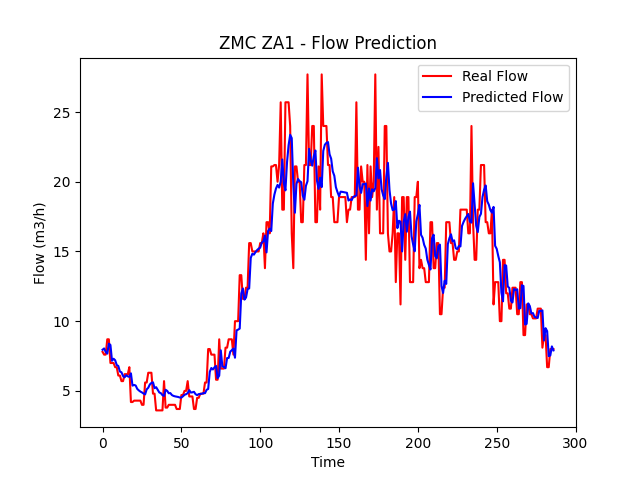 ZMC ZA1 - Flow Prediction
Real Flow
Predicted Flow
Flow (m3/h)
25
20
15
10
5
0 50 100 150 200 250 300
Time